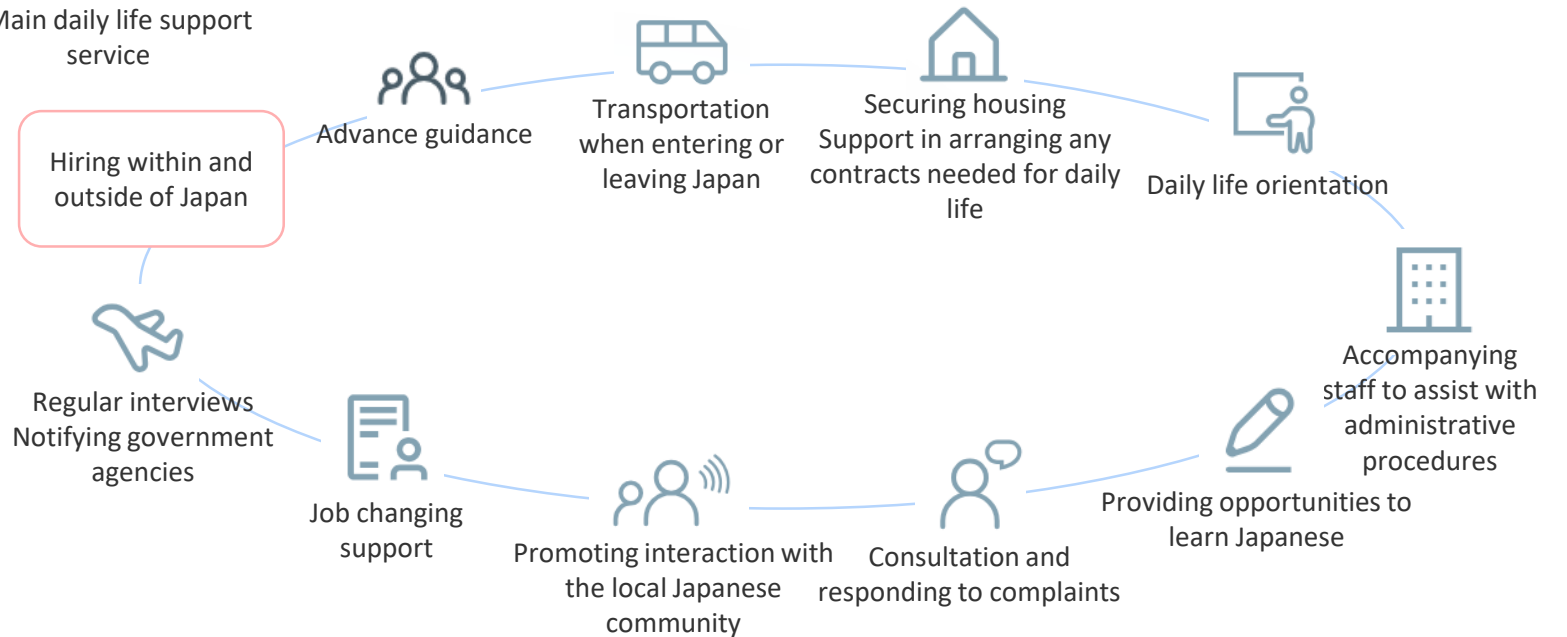 Main daily life support
service
Hiring within and
outside of Japan
Advance guidance
Transportation
when entering or
leaving Japan
Securing housing
Support in arranging any
contracts needed for daily
life
Daily life orientation
Accompanying
staff to assist with
administrative
procedures
Providing opportunities to
learn Japanese
Consultation and
responding to complaints
Promoting interaction with
the local Japanese
community
Job changing
support
Regular interviews
Notifying government
agencies